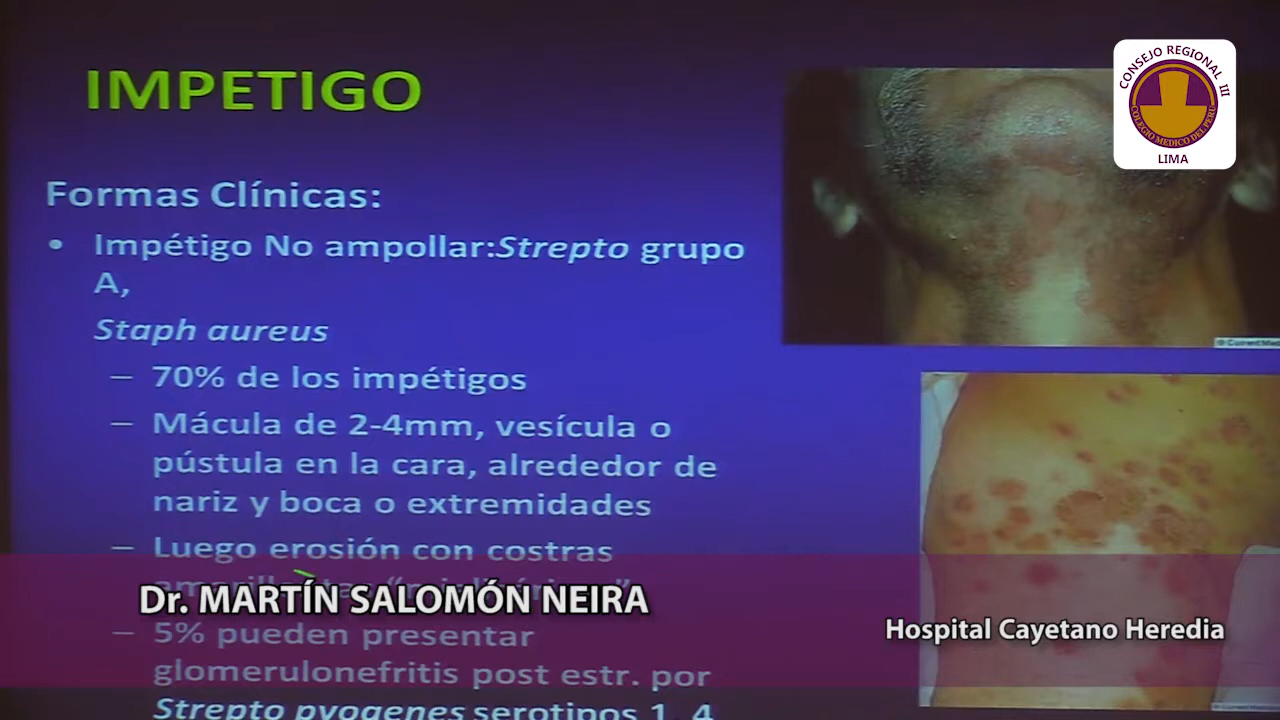 IMPETIGO
Formas Clínicas:
• Impétigo No ampollar:Strepto grupo
A,
Staph aureus
– 70% de los impétigos
– Mácula de 2-4mm, vesícula o
pústula en la cara, alrededor de
nariz y boca o extremidades
– Luego erosión con costras
– 5% pueden presentar
glomerulonefritis post estr. por
Strepto pyogenes serotipos 1, 4
CONSEJO REGIONAL III
COLEGIO MEDICO DEL PERU
LIMA
Dr. MARTÍN SALOMÓN NEIRA
Hospital Cayetano Heredia